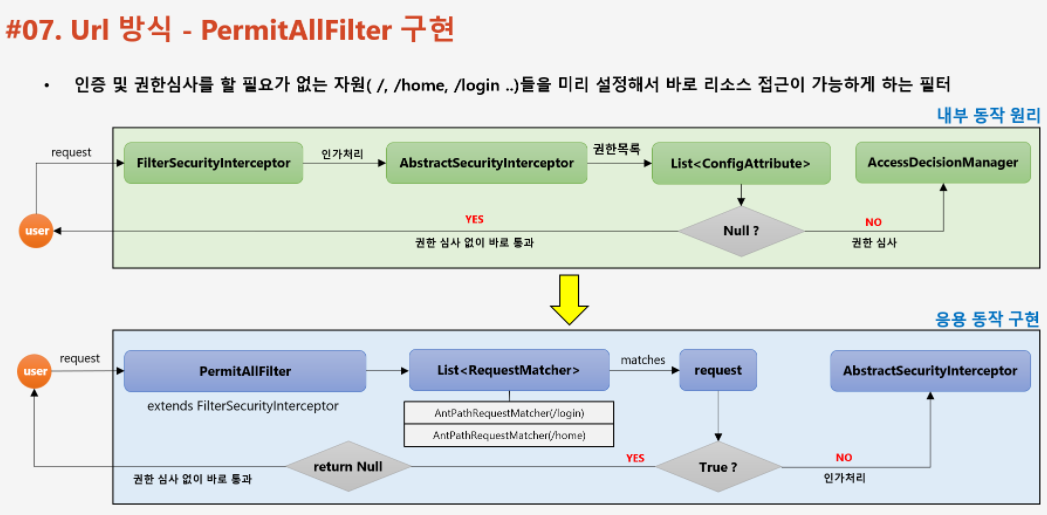 #07. Url 방식 - PermitAllFilter 구현
• 인증 및 권한심사를 할 필요가 없는 자원( /, /home, /login ..)들을 미리 설정해서 바로 리소스 접근이 가능하게 하는 필터
내부 동작 원리
request
FilterSecurityInterceptor
인가처리
AbstractSecurityInterceptor
권한목록
List<ConfigAttribute>
AccessDecisionManager
user
YES
권한 심사 없이 바로 통과
Null ?
NO
권한 심사
응용 동작 구현
user
request
PermitAllFilter
extends FilterSecurityInterceptor
List<RequestMatcher>
AntPathRequestMatcher(/login)
AntPathRequestMatcher(/home)
matches
request
AbstractSecurityInterceptor
권한 심사 없이 바로 통과
return Null
YES
True ?
NO
인가처리